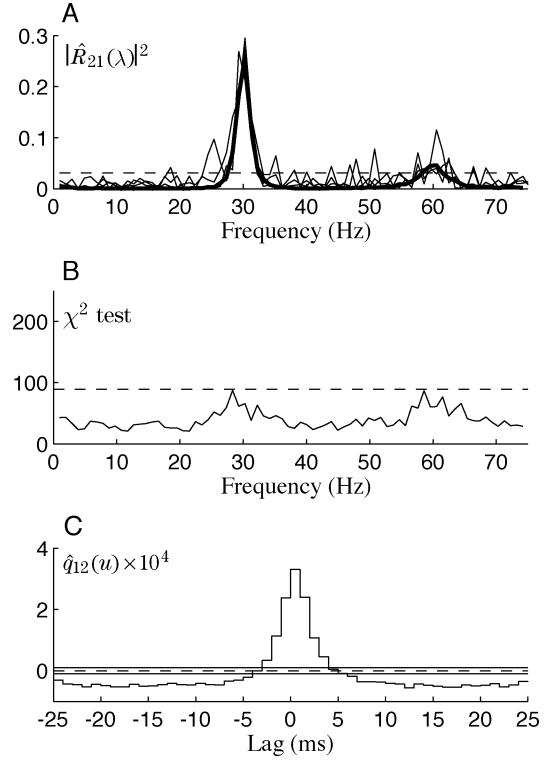 A
|R̂₂₁(λ)|²
0.3
0.2
0.1
0
0 10 20 30 40 50 60 70
Frequency (Hz)
B
χ² test
200
100
0
0 10 20 30 40 50 60 70
Frequency (Hz)
C
q̂₁₂(u)×10⁴
4
2
0
-25 -20 -15 -10 -5 0 5 10 15 20 25
Lag (ms)